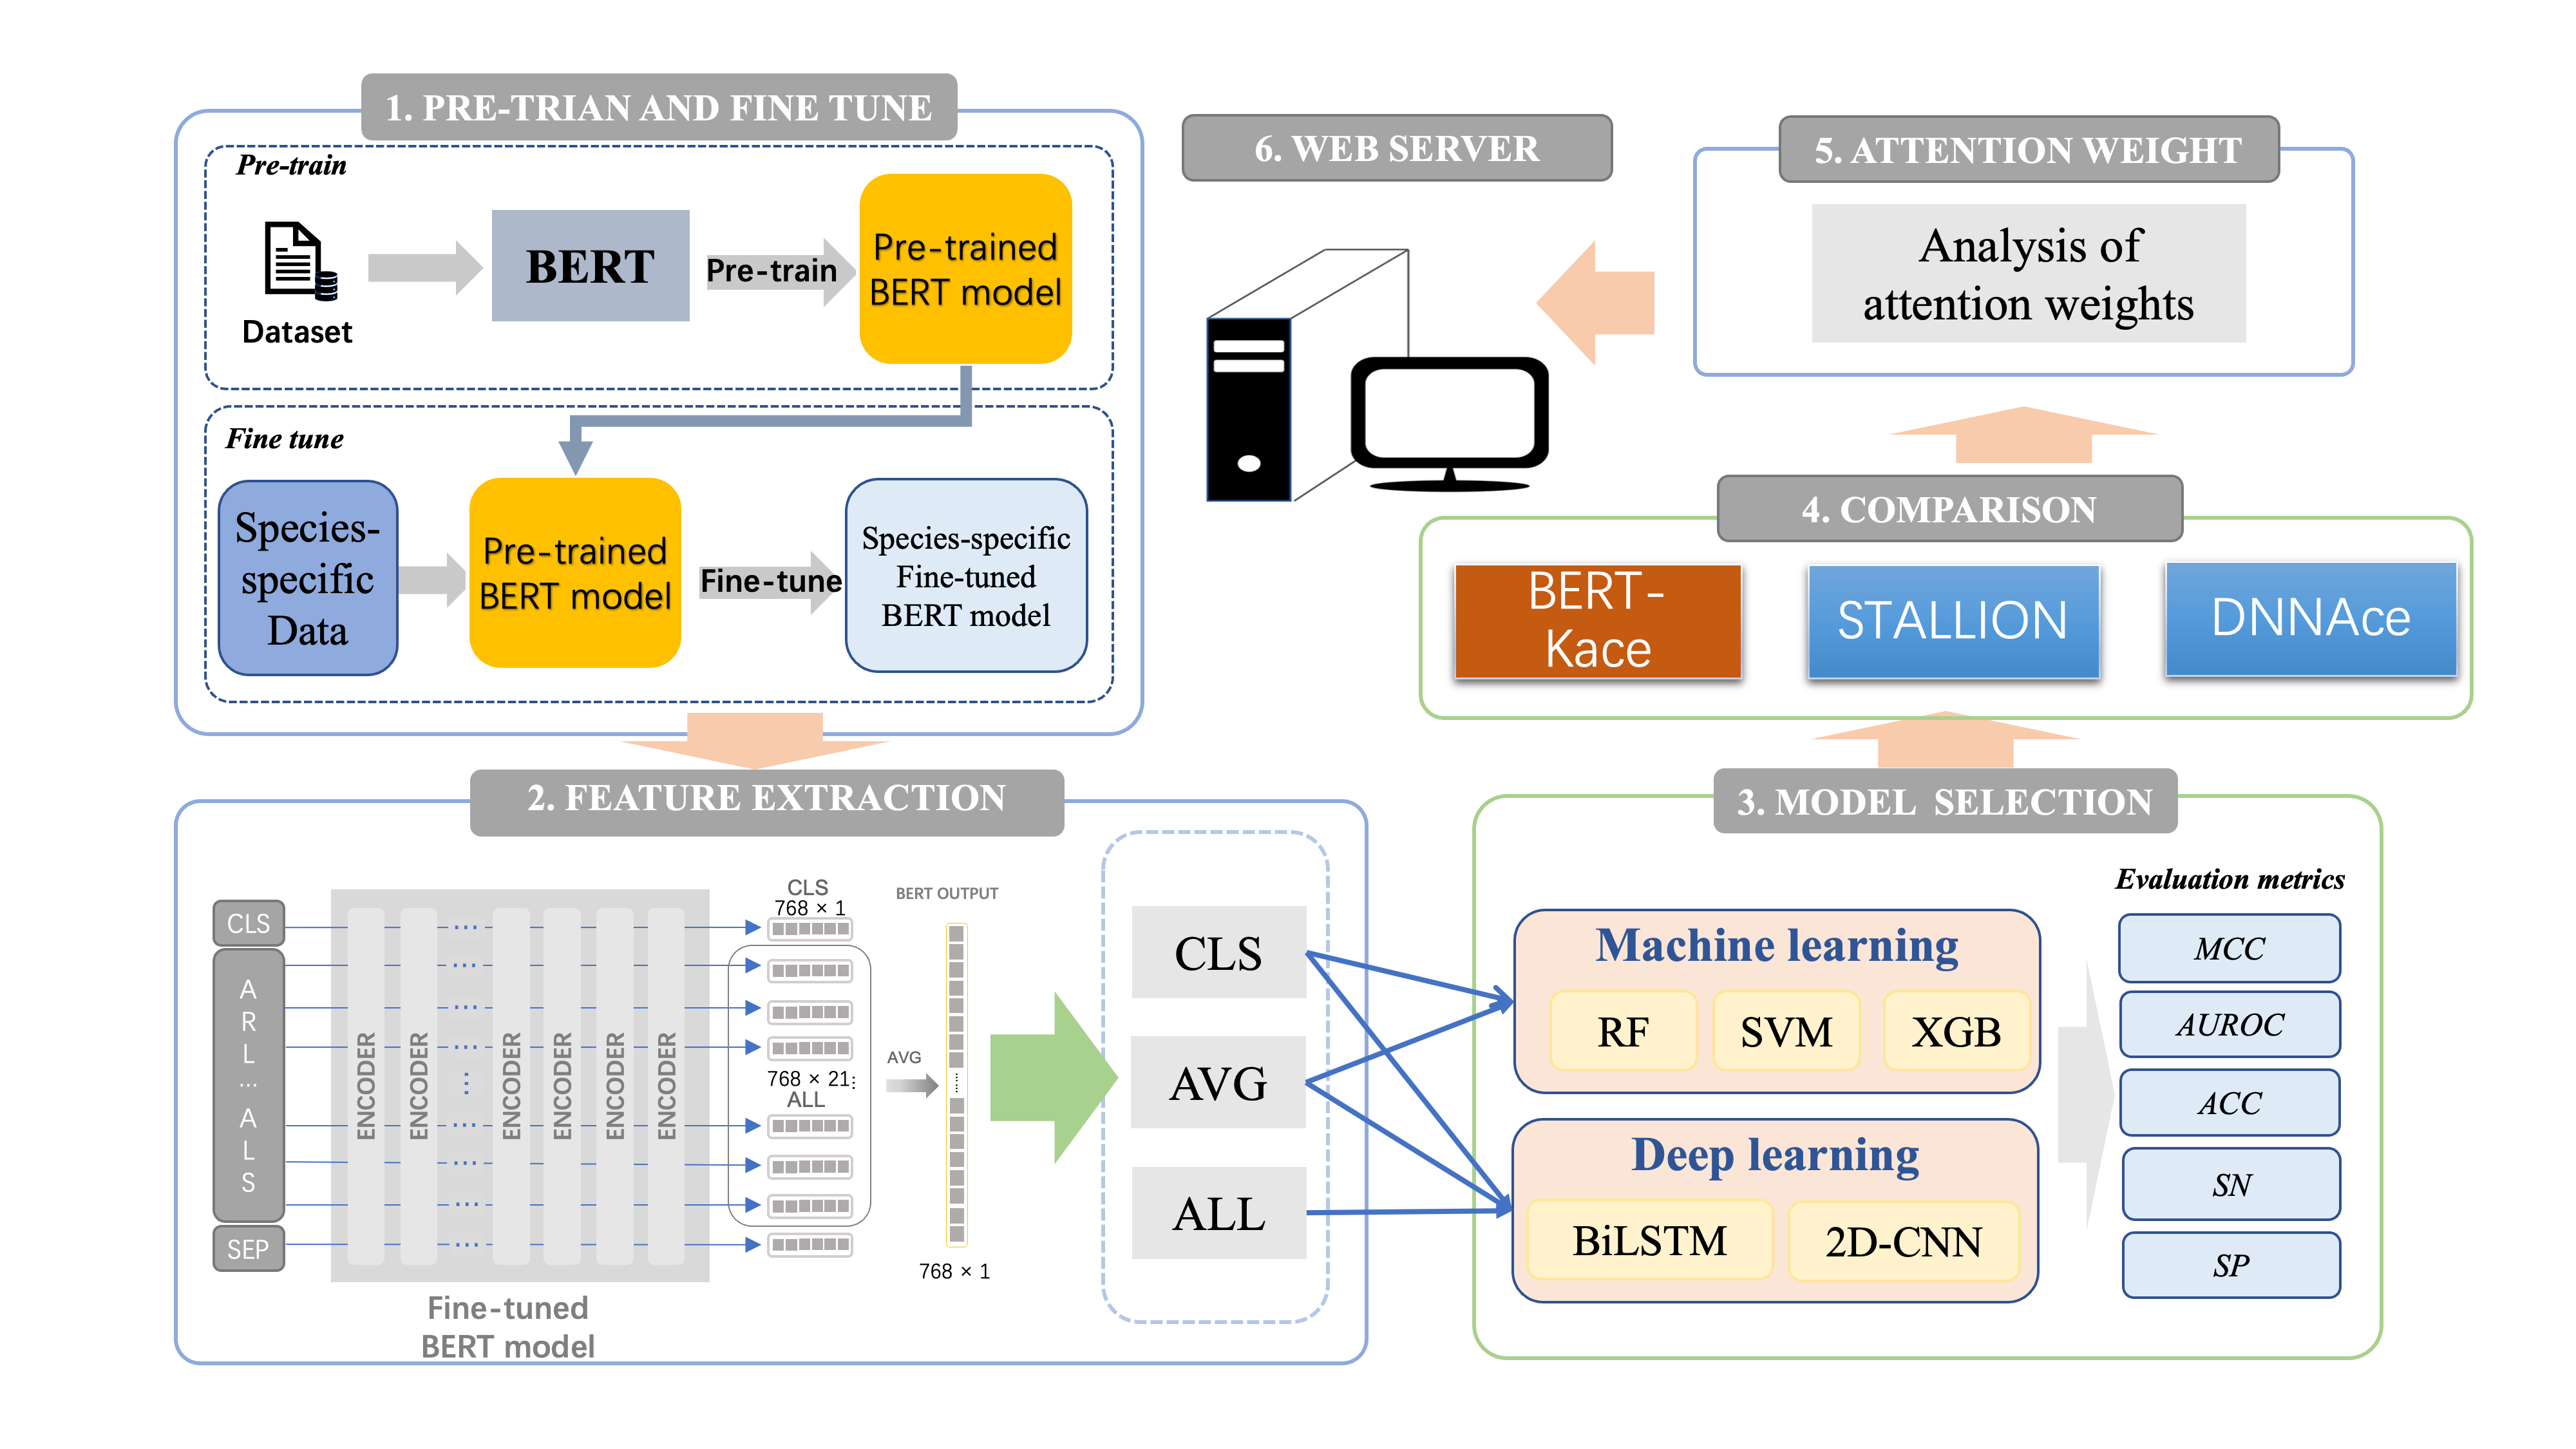 1. PRE-TRIAN AND FINE TUNE
Pre-train
Dataset
BERT
Pre-train
Pre-trained
BERT model
Fine tune
Species-
specific
Data
Pre-trained
BERT model
Fine-tune
Species-specific
Fine-tuned
BERT model
2. FEATURE EXTRACTION
CLS
A
R
L
...
A
L
S
SEP
ENCODER
ENCODER
ENCODER
ENCODER
ENCODER
ENCODER
Fine-tuned
BERT model
CLS
768 × 1
768 × 21
ALL
AVG
BERT OUTPUT
768 × 1
CLS
AVG
ALL
3. MODEL SELECTION
Machine learning
RF
SVM
XGB
Deep learning
BiLSTM
2D-CNN
Evaluation metrics
MCC
AUROC
ACC
SN
SP
4. COMPARISON
BERT-
Kace
STALLION
DNNAce
5. ATTENTION WEIGHT
Analysis of
attention weights
6. WEB SERVER